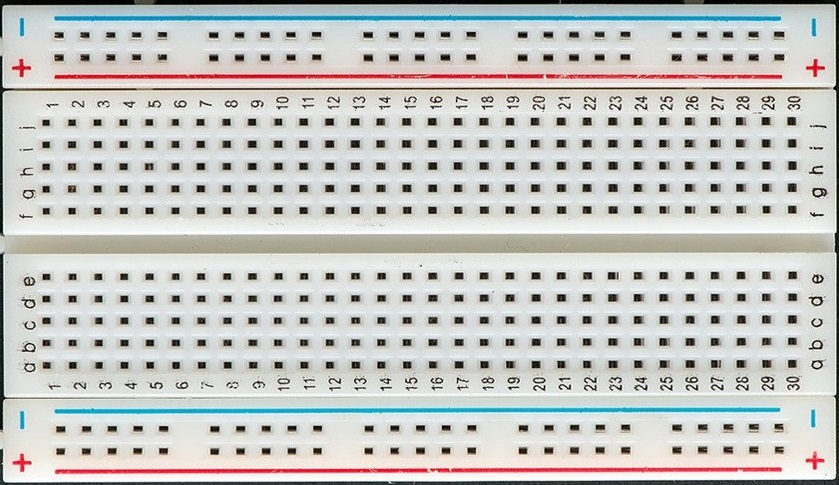 − −
+ +
1 2 3 4 5 6 7 8 9 10 11 12 13 14 15 16 17 18 19 20 21 22 23 24 25 26 27 28 29 30
j j
i i
h h
g g
f f
e e
d d
c c
b b
a a
1 2 3 4 5 6 7 8 9 10 11 12 13 14 15 16 17 18 19 20 21 22 23 24 25 26 27 28 29 30
− −
+ +